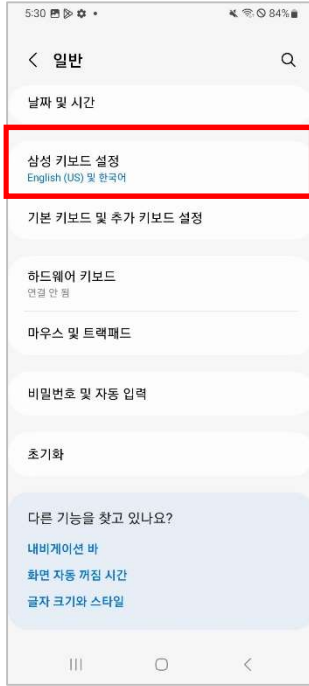 5:30
84%
일반
날짜 및 시간
삼성 키보드 설정
English (US) 및 한국어
기본 키보드 및 추가 키보드 설정
하드웨어 키보드
연결 안 됨
마우스 및 트랙패드
비밀번호 및 자동 입력
초기화
다른 기능을 찾고 있나요?
내비게이션 바
화면 자동 꺼짐 시간
글자 크기와 스타일